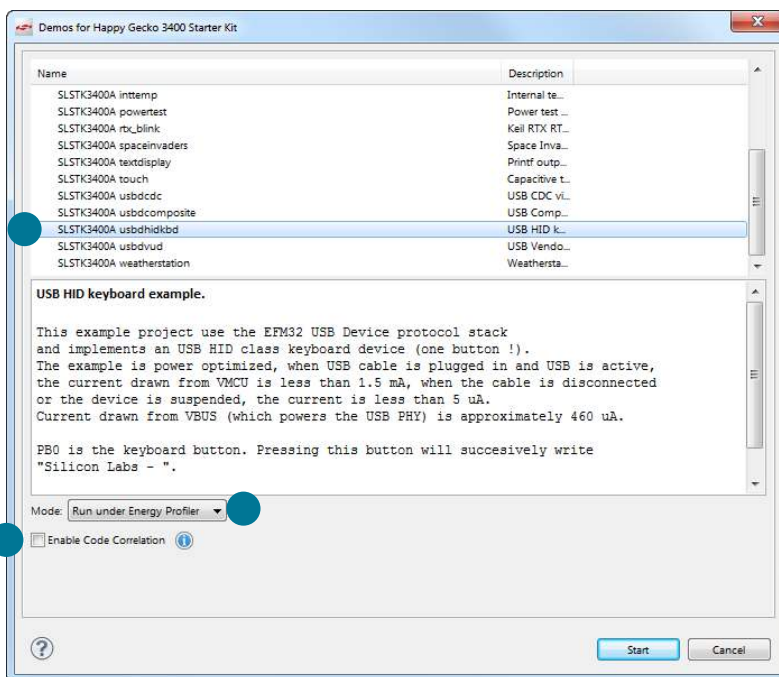 Demos for Happy Gecko 3400 Starter Kit
Name Description
SLSTK3400A inttemp Internal te...
SLSTK3400A powertest Power test ...
SLSTK3400A rtx_blink Keil RTX RT...
SLSTK3400A spaceinvaders Space Inva...
SLSTK3400A textdisplay Printf outp...
SLSTK3400A touch Capacitive t...
SLSTK3400A usbdcdc USB CDC vi...
SLSTK3400A usbdcomposite USB Comp...
SLSTK3400A usbdhidkbd USB HID k...
SLSTK3400A usbdvud USB Vendo...
SLSTK3400A weatherstation Weathersta...
USB HID keyboard example.
This example project use the EFM32 USB Device protocol stack
and implements an USB HID class keyboard device (one button !).
The example is power optimized, when USB cable is plugged in and USB is active,
the current drawn from VMCU is less than 1.5 mA, when the cable is disconnected
or the device is suspended, the current is less than 5 uA.
Current drawn from VBUS (which powers the USB PHY) is approximately 460 uA.
PB0 is the keyboard button. Pressing this button will succesively write
"Silicon Labs - ".
Mode: Run under Energy Profiler
Enable Code Correlation
Start Cancel